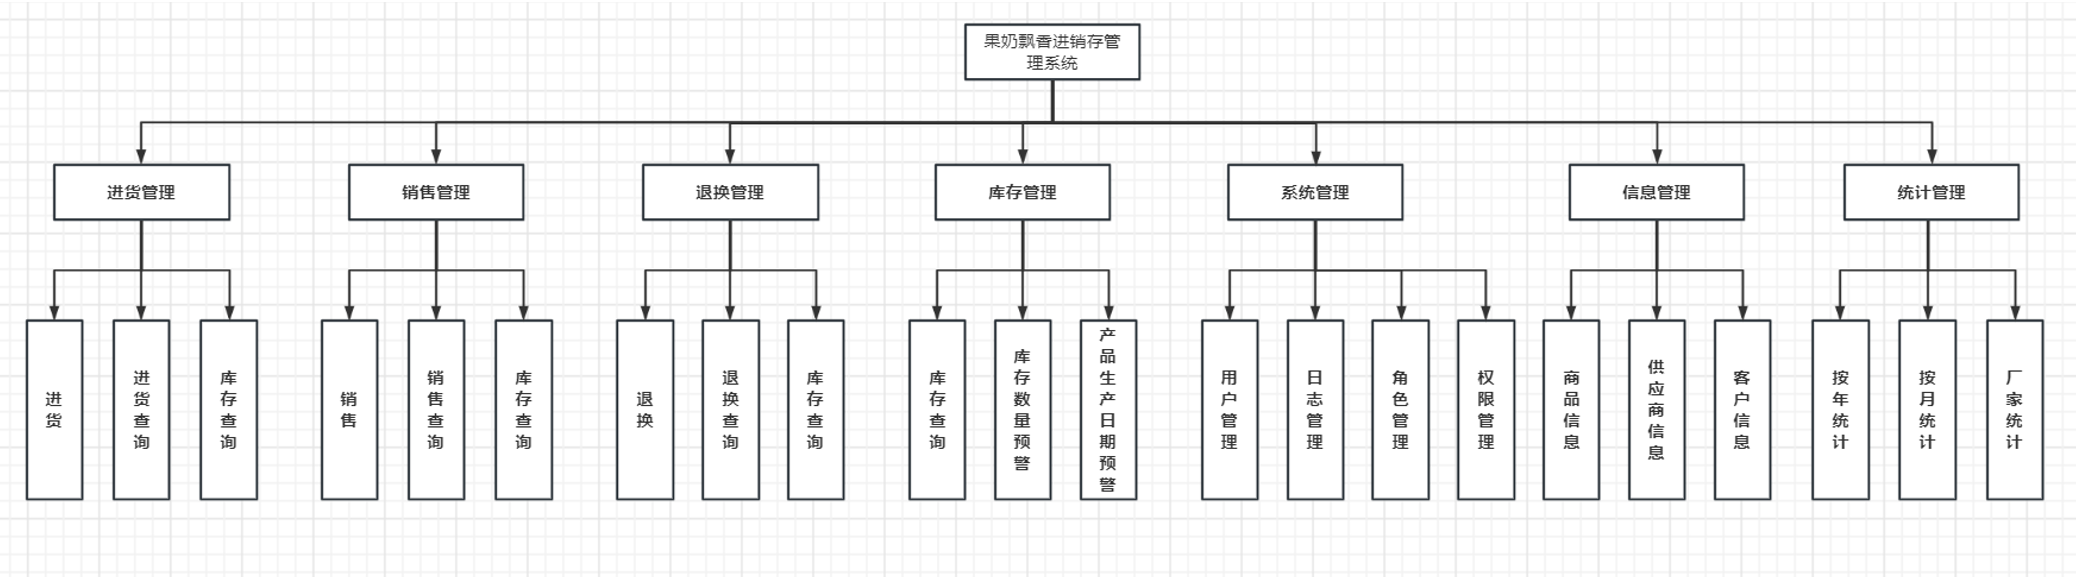 果奶飘香进销存管
理系统
进货管理
销售管理
退换管理
库存管理
系统管理
信息管理
统计管理
进货
进货查询
库存查询
销售
销售查询
库存查询
退换
退换查询
库存查询
库存查询
库存数量预警
产品生产日期预警
用户管理
日志管理
角色管理
权限管理
商品信息
供应商信息
客户信息
按年统计
按月统计
厂家统计